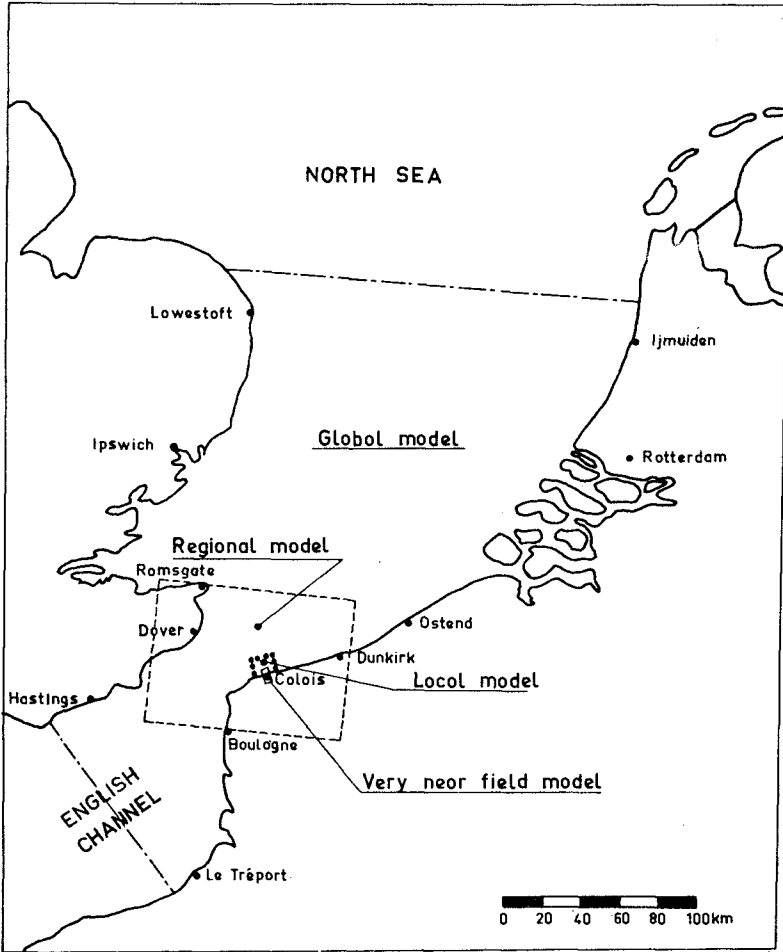 NORTH SEA
Lowestoft
Ijmuiden
Ipswich
Globol model
Rotterdam
Regional model
Romsgate
Dover
Ostend
Dunkirk
Colois
Locol model
Hastings
Boulogne
Very neor field model
ENGLISH
CHANNEL
Le Tréport
0 20 40 60 80 100km